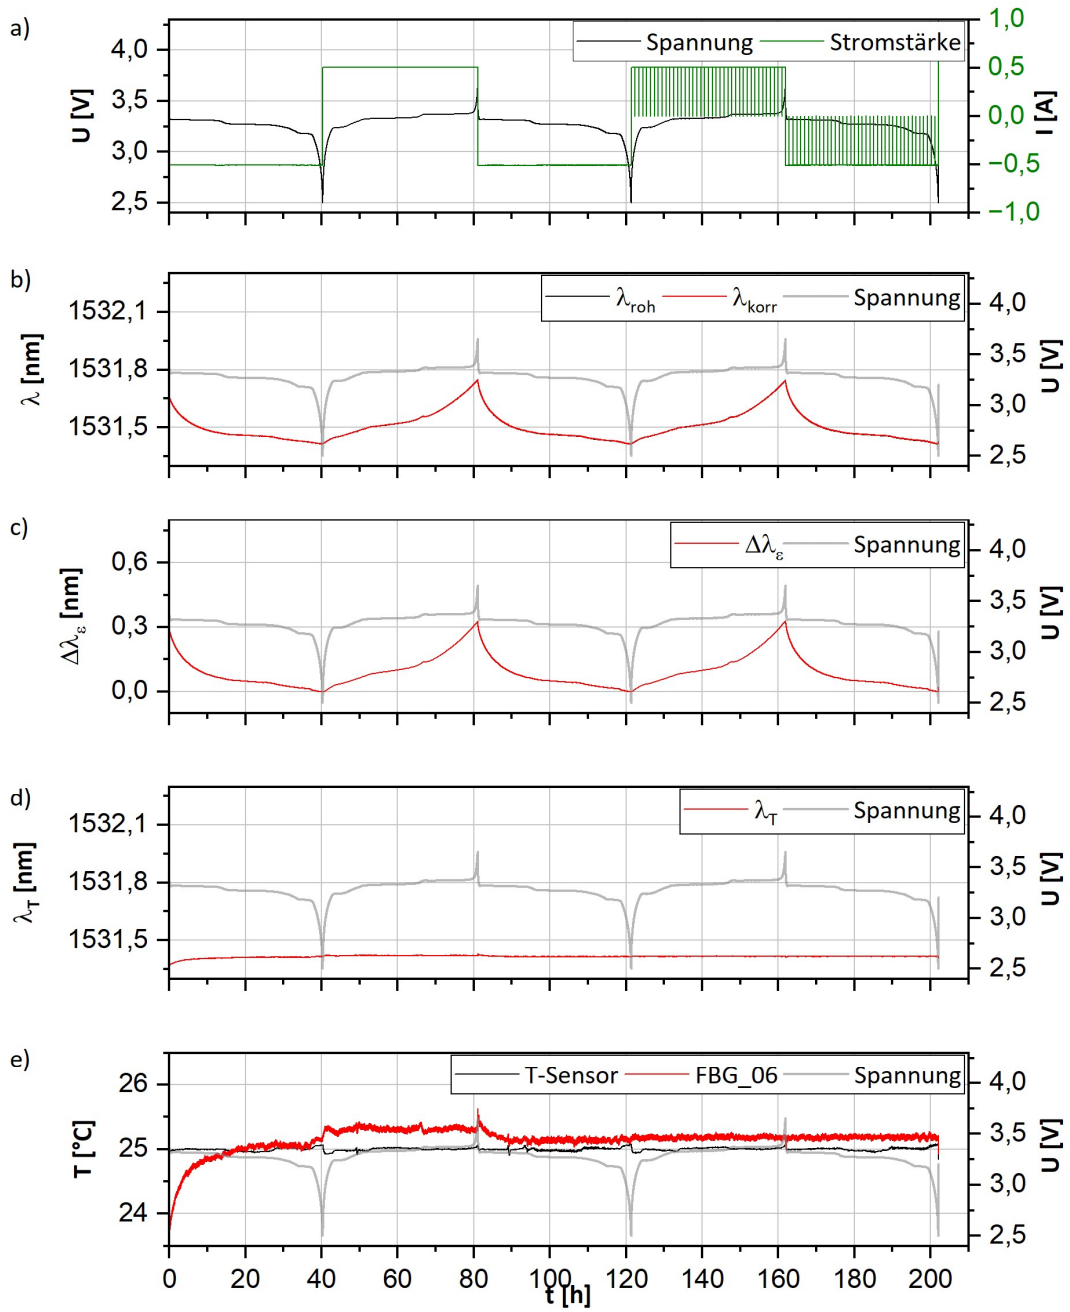 a)
Spannung Stromstärke
U [V]
4,0
3,5
3,0
2,5
1,0
0,5
0,0
−0,5
−1,0
I [A]
b)
λroh λkorr Spannung
λ [nm]
1532,1
1531,8
1531,5
4,0
3,5
3,0
2,5
U [V]
c)
Δλε Spannung
Δλε [nm]
0,6
0,3
0,0
4,0
3,5
3,0
2,5
U [V]
d)
λT Spannung
λT [nm]
1532,1
1531,8
1531,5
4,0
3,5
3,0
2,5
U [V]
e)
T-Sensor FBG_06 Spannung
T [°C]
26
25
24
4,0
3,5
3,0
2,5
U [V]
0 20 40 60 80 100 120 140 160 180 200
t [h]